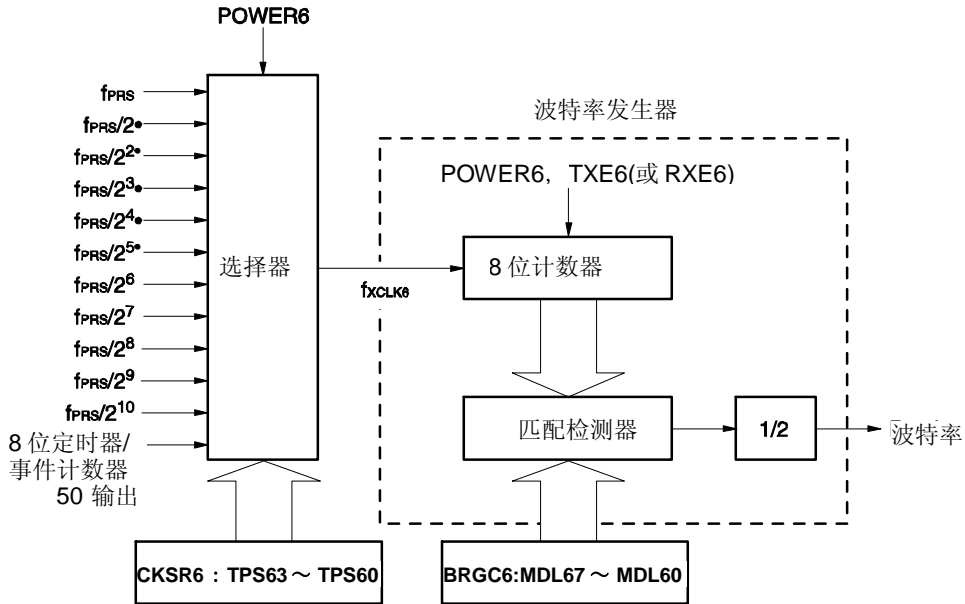 POWER6
fPRS
fPRS/2•
fPRS/2²•
fPRS/2³•
fPRS/2⁴•
fPRS/2⁵•
fPRS/2⁶
fPRS/2⁷
fPRS/2⁸
fPRS/2⁹
fPRS/2¹⁰
8 位定时器/
事件计数器
50 输出
选择器
fXCLK6
CKSR6 : TPS63～ TPS60
波特率发生器
POWER6, TXE6(或 RXE6)
8 位计数器
匹配检测器
1/2
波特率
BRGC6:MDL67～ MDL60